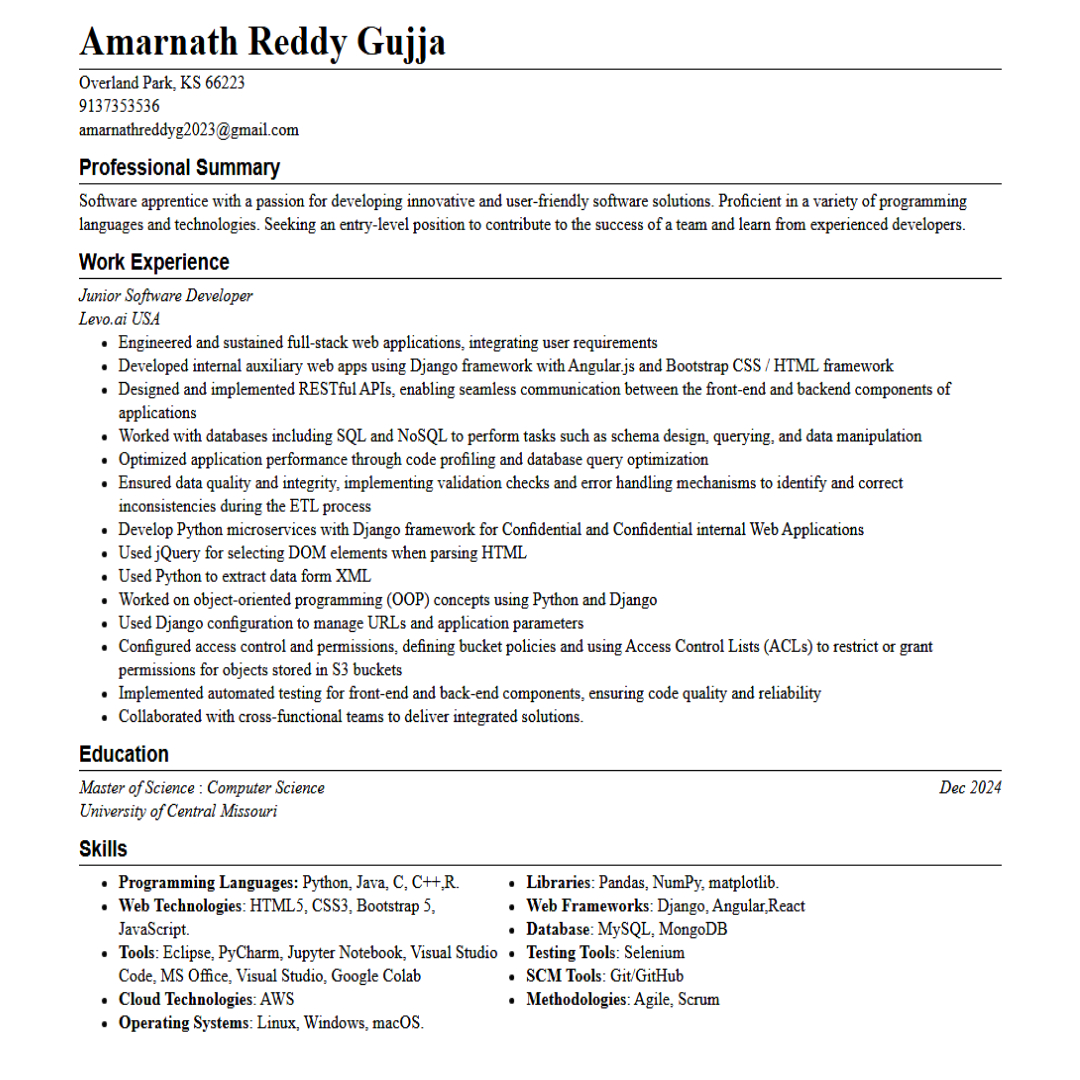 Amarnath Reddy Gujja
Overland Park, KS 66223
9137353536
amarnathreddyg2023@gmail.com
Professional Summary
Software apprentice with a passion for developing innovative and user-friendly software solutions. Proficient in a variety of programming
languages and technologies. Seeking an entry-level position to contribute to the success of a team and learn from experienced developers.
Work Experience
Junior Software Developer
Levo.ai USA
• Engineered and sustained full-stack web applications, integrating user requirements
• Developed internal auxiliary web apps using Django framework with Angular.js and Bootstrap CSS / HTML framework
• Designed and implemented RESTful APIs, enabling seamless communication between the front-end and backend components of
applications
• Worked with databases including SQL and NoSQL to perform tasks such as schema design, querying, and data manipulation
• Optimized application performance through code profiling and database query optimization
• Ensured data quality and integrity, implementing validation checks and error handling mechanisms to identify and correct
inconsistencies during the ETL process
• Develop Python microservices with Django framework for Confidential and Confidential internal Web Applications
• Used jQuery for selecting DOM elements when parsing HTML
• Used Python to extract data form XML
• Worked on object-oriented programming (OOP) concepts using Python and Django
• Used Django configuration to manage URLs and application parameters
• Configured access control and permissions, defining bucket policies and using Access Control Lists (ACLs) to restrict or grant
permissions for objects stored in S3 buckets
• Implemented automated testing for front-end and back-end components, ensuring code quality and reliability
• Collaborated with cross-functional teams to deliver integrated solutions.
Education
Master of Science : Computer Science Dec 2024
University of Central Missouri
Skills
• Programming Languages: Python, Java, C, C++,R.
• Web Technologies: HTML5, CSS3, Bootstrap 5,
JavaScript.
• Tools: Eclipse, PyCharm, Jupyter Notebook, Visual Studio
Code, MS Office, Visual Studio, Google Colab
• Cloud Technologies: AWS
• Operating Systems: Linux, Windows, macOS.
• Libraries: Pandas, NumPy, matplotlib.
• Web Frameworks: Django, Angular,React
• Database: MySQL, MongoDB
• Testing Tools: Selenium
• SCM Tools: Git/GitHub
• Methodologies: Agile, Scrum